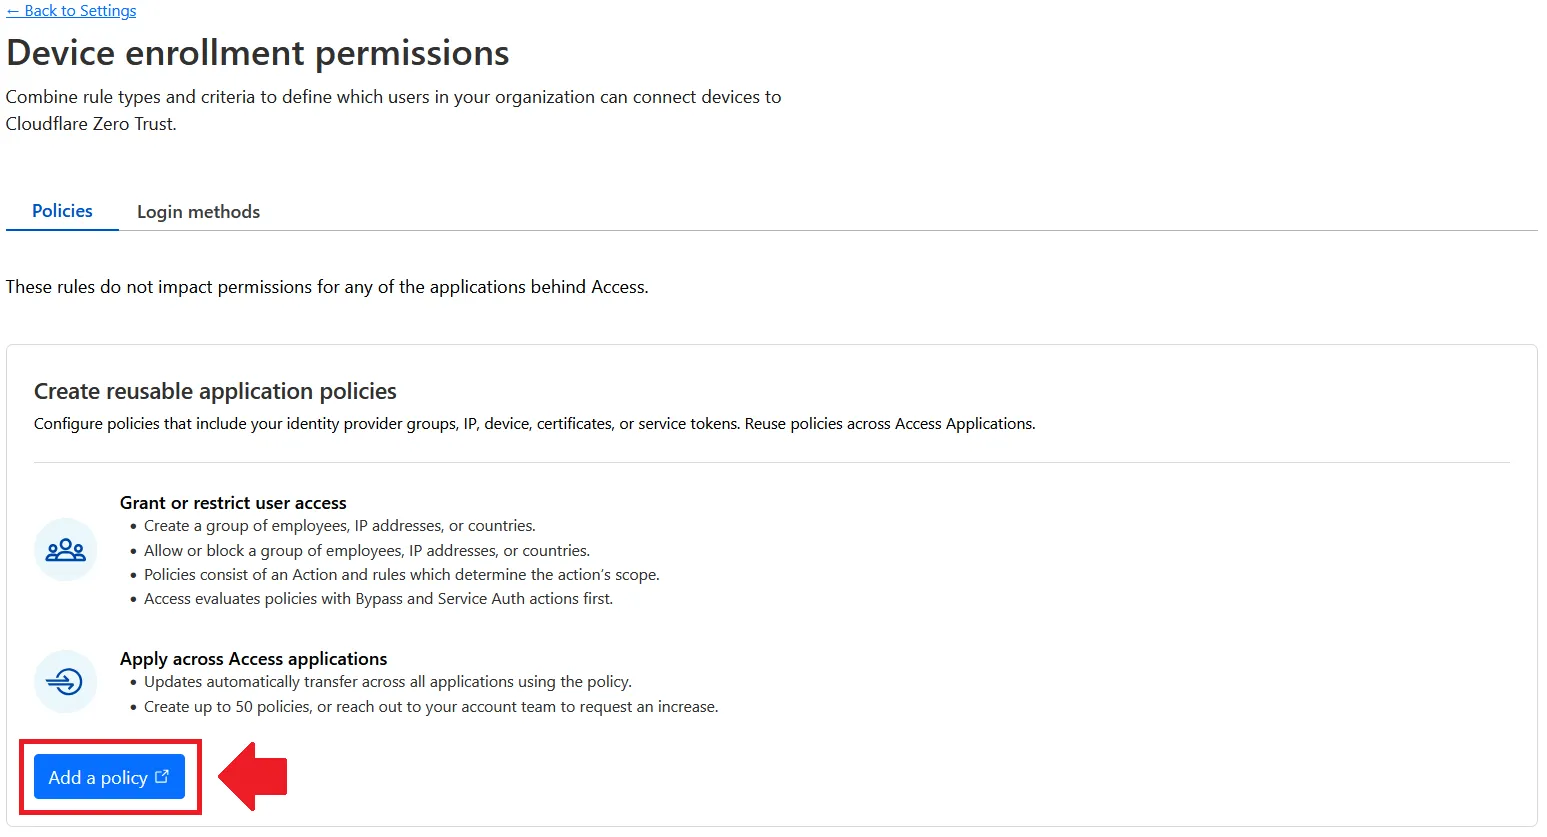 ← Back to Settings
Device enrollment permissions
Combine rule types and criteria to define which users in your organization can connect devices to
Cloudflare Zero Trust.
Policies
Login methods
These rules do not impact permissions for any of the applications behind Access.
Create reusable application policies
Configure policies that include your identity provider groups, IP, device, certificates, or service tokens. Reuse policies across Access Applications.
Grant or restrict user access
• Create a group of employees, IP addresses, or countries.
• Allow or block a group of employees, IP addresses, or countries.
• Policies consist of an Action and rules which determine the action's scope.
• Access evaluates policies with Bypass and Service Auth actions first.
Apply across Access applications
• Updates automatically transfer across all applications using the policy.
• Create up to 50 policies, or reach out to your account team to request an increase.
Add a policy